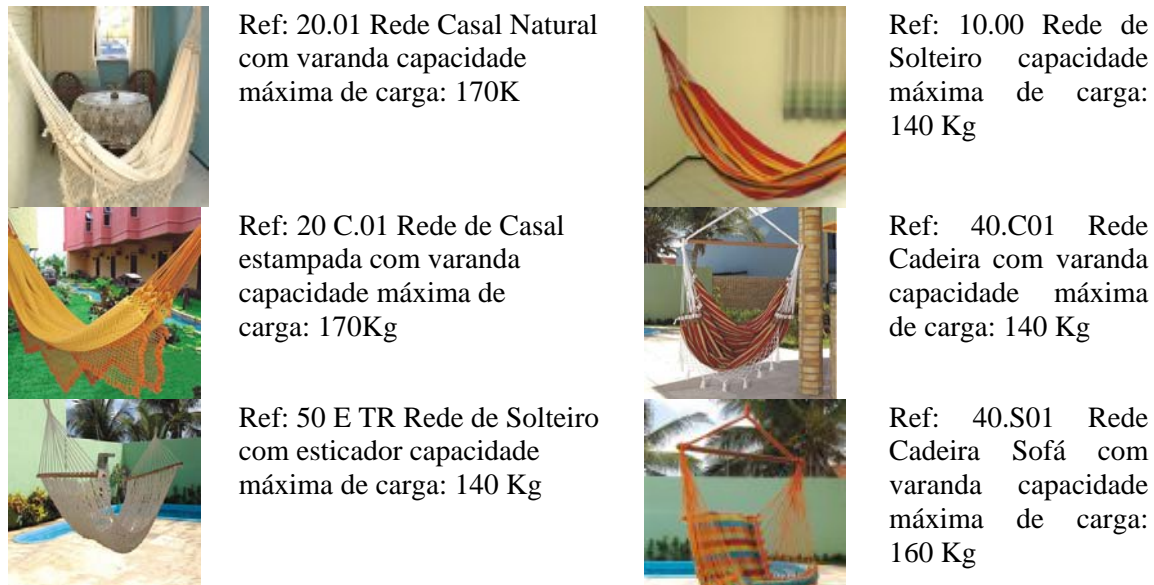 Ref: 20.01 Rede Casal Natural
com varanda capacidade
máxima de carga: 170K
Ref: 10.00 Rede de
Solteiro capacidade
máxima de carga:
140 Kg
Ref: 20 C.01 Rede de Casal
estampada com varanda
capacidade máxima de
carga: 170Kg
Ref: 40.C01 Rede
Cadeira com varanda
capacidade máxima
de carga: 140 Kg
Ref: 50 E TR Rede de Solteiro
com esticador capacidade
máxima de carga: 140 Kg
Ref: 40.S01 Rede
Cadeira Sofá com
varanda capacidade
máxima de carga:
160 Kg